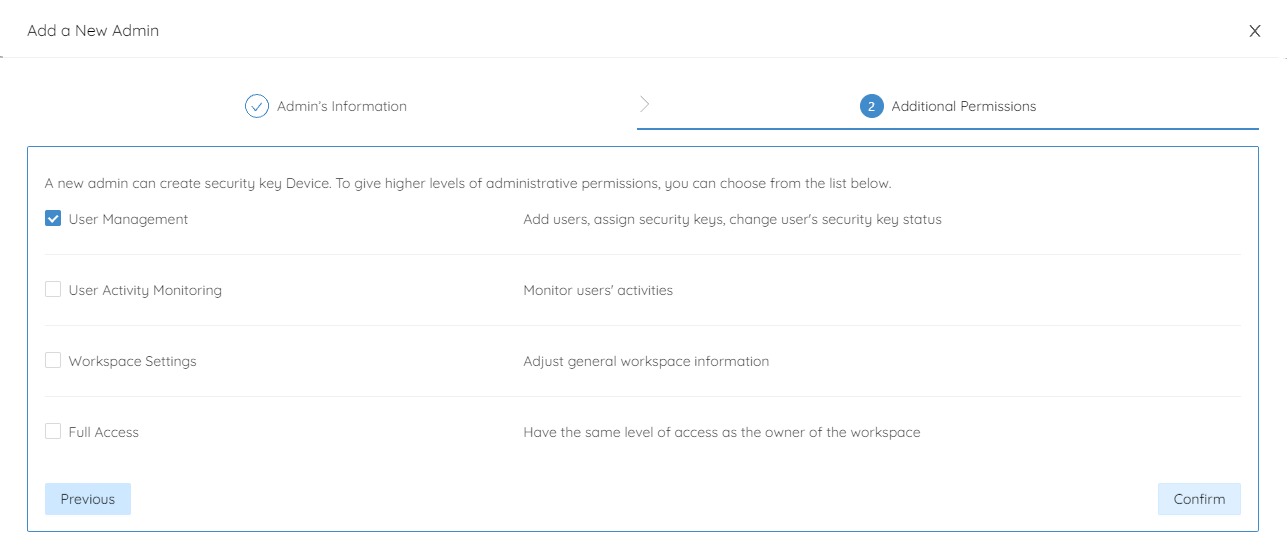 Add a New Admin
Admin's Information
2 Additional Permissions
A new admin can create security key Device. To give higher levels of administrative permissions, you can choose from the list below.
User Management Add users, assign security keys, change user's security key status
User Activity Monitoring Monitor users' activities
Workspace Settings Adjust general workspace information
Full Access Have the same level of access as the owner of the workspace
Previous Confirm